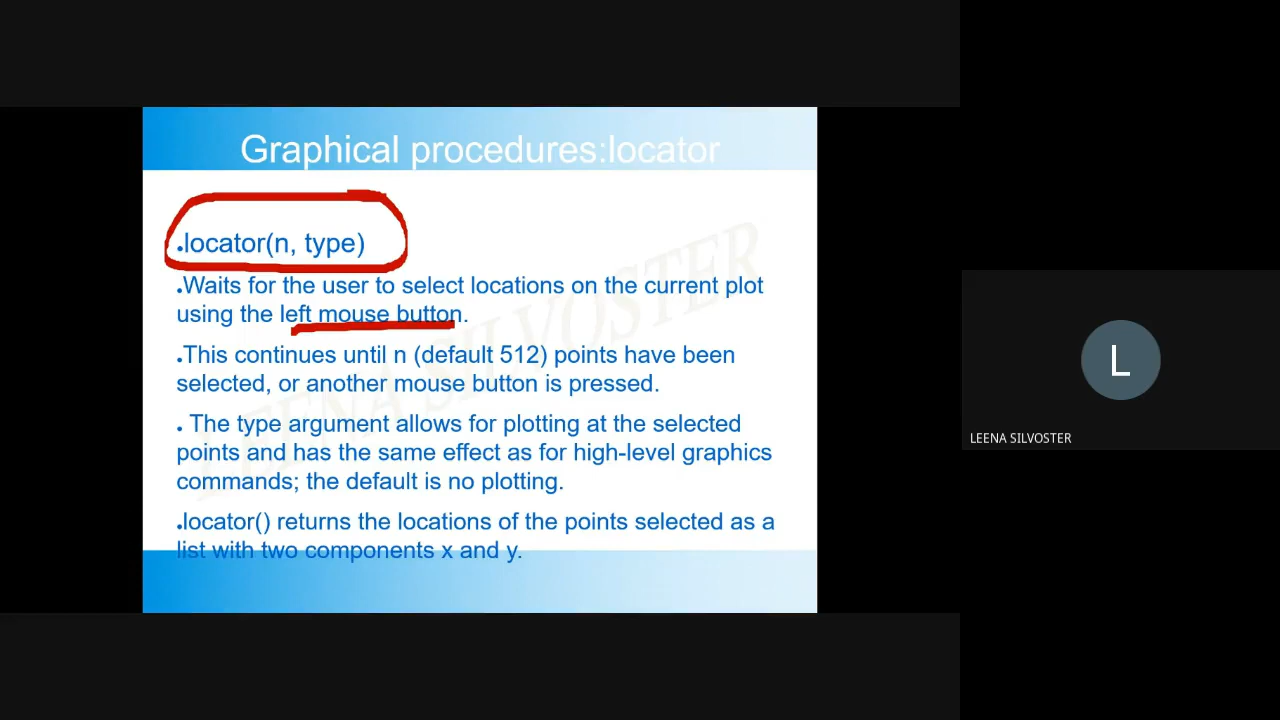 Graphical procedures:locator
•locator(n, type)
•Waits for the user to select locations on the current plot
using the left mouse button.
•This continues until n (default 512) points have been
selected, or another mouse button is pressed.
• The type argument allows for plotting at the selected
points and has the same effect as for high-level graphics
commands; the default is no plotting.
•locator() returns the locations of the points selected as a
list with two components x and y.
LEENA SILVOSTER
L
LEENA SILVOSTER